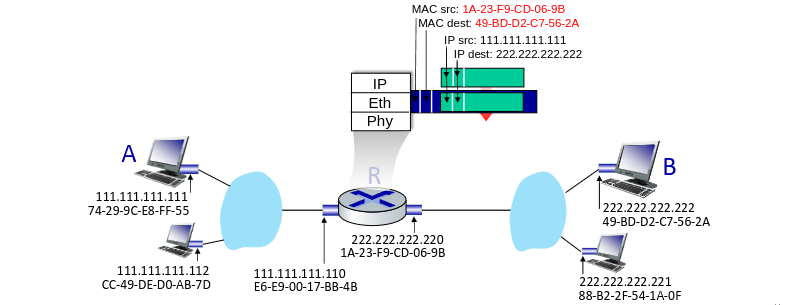 MAC src: 1A-23-F9-CD-06-9B
MAC dest: 49-BD-D2-C7-56-2A
IP src: 111.111.111.111
IP dest: 222.222.222.222
IP
Eth
Phy
A
R
B
111.111.111.111
74-29-9C-E8-FF-55
222.222.222.222
49-BD-D2-C7-56-2A
222.222.222.220
1A-23-F9-CD-06-9B
111.111.111.112
CC-49-DE-D0-AB-7D
111.111.111.110
E6-E9-00-17-BB-4B
222.222.222.221
88-B2-2F-54-1A-0F